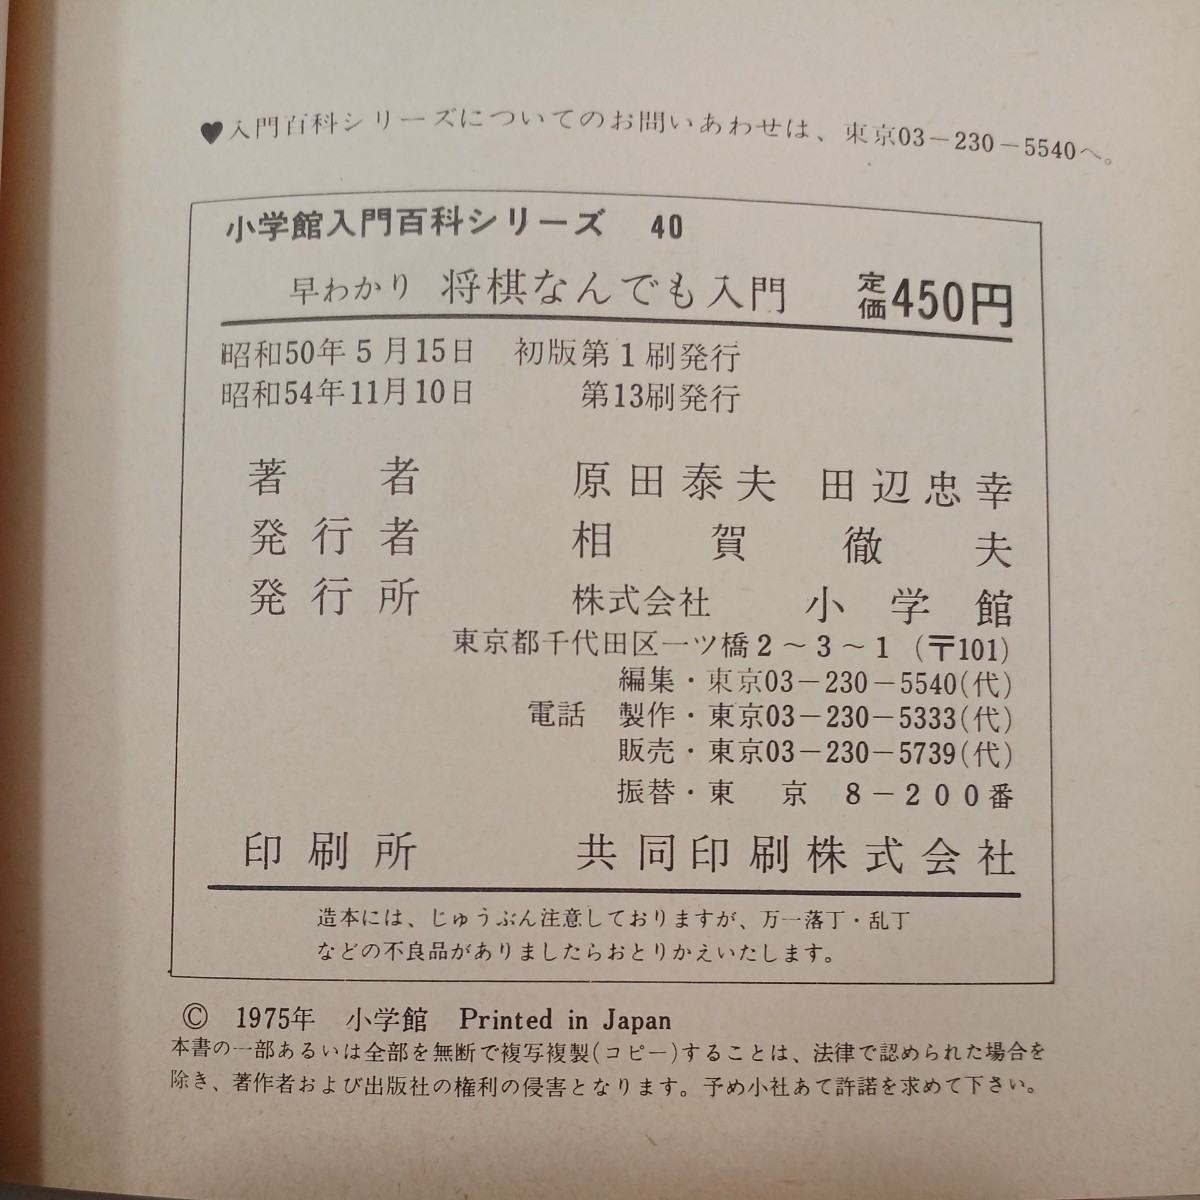 ♥入門百科シリーズについてのお問いあわせは、東京03-230-5540へ。
小学館入門百科シリーズ 40
早わかり 将棋なんでも入門 定価450円
昭和50年5月15日 初版第1刷発行
昭和54年11月10日 第13刷発行
著者 原田泰夫 田辺忠幸
発行者 相賀徹夫
発行所 株式会社 小学館
東京都千代田区一ツ橋2～3～1 (〒101)
編集・東京03-230-5540(代)
電話 製作・東京03-230-5333(代)
販売・東京03-230-5739(代)
振替・東京 8-200番
印刷所 共同印刷株式会社
造本には、じゅうぶん注意しておりますが、万一落丁・乱丁
などの不良品がありましたらおとりかえいたします。
© 1975年 小学館 Printed in Japan
本書の一部あるいは全部を無断で複写複製(コピー)することは、法律で認められた場合を
除き、著作者および出版社の権利の侵害となります。予め小社あて許諾を求めて下さい。